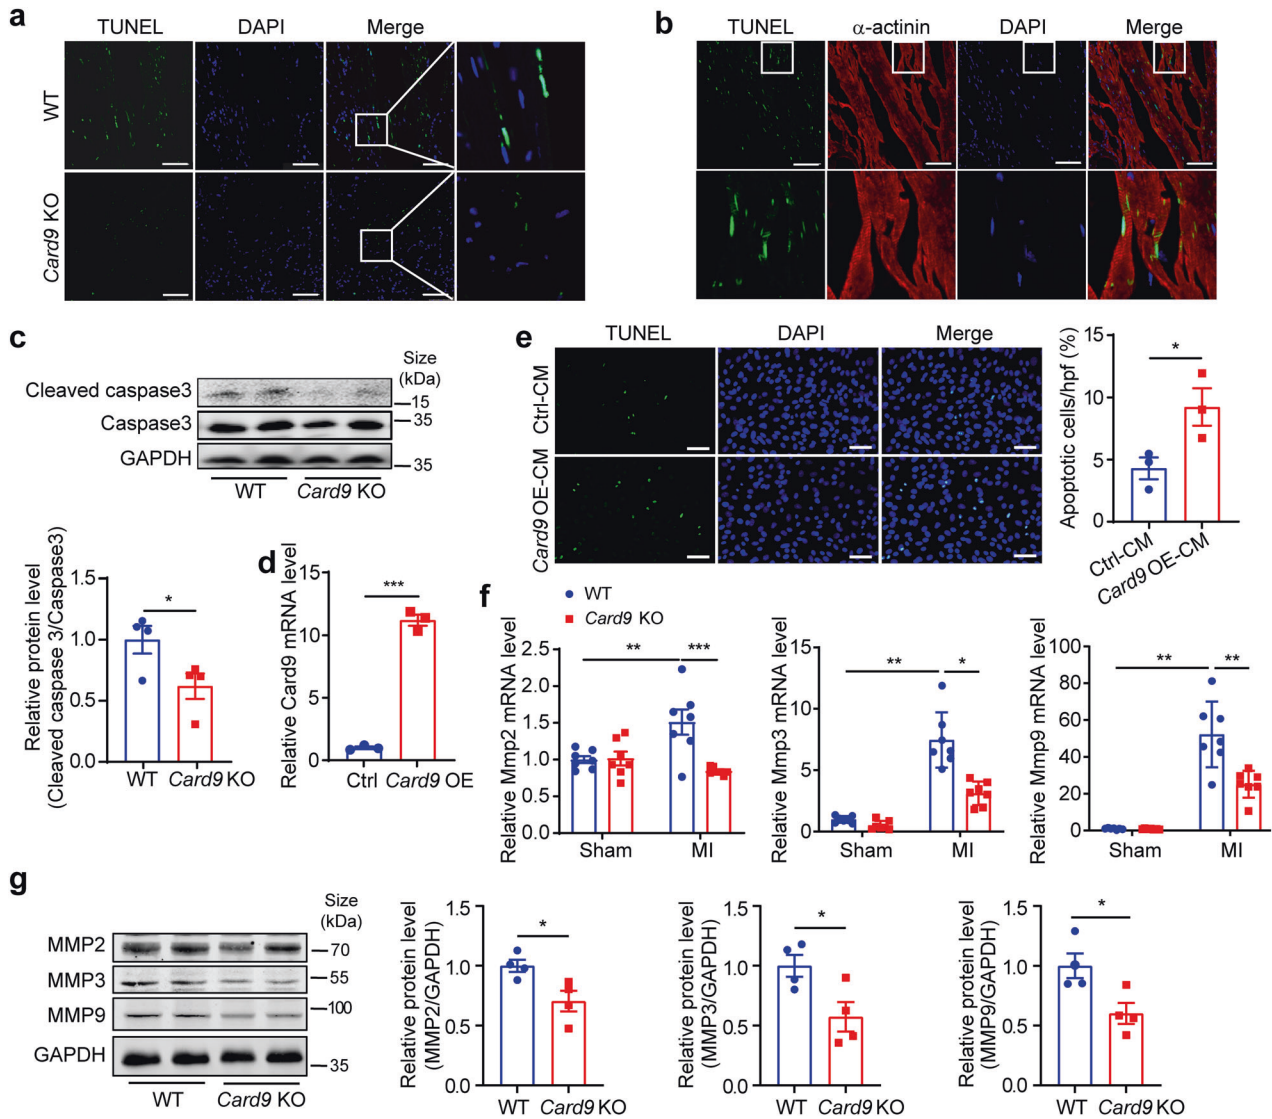 a
TUNEL DAPI Merge
WT
Card9 KO
b
TUNEL α-actinin DAPI Merge
c
Size
(kDa)
Cleaved caspase3
15
Caspase3
35
GAPDH
35
WT Card9 KO
Relative protein level
(Cleaved caspase 3/Caspase3)
1.5
1.0
0.5
0.0
*
WT Card9 KO
d
Relative Card9 mRNA level
15
10
5
0
***
Ctrl Card9 OE
e
TUNEL DAPI Merge
Ctrl-CM
Card9 OE-CM
Apoptotic cells/hpf (%)
15
10
5
0
*
Ctrl-CM
Card9 OE-CM
f
WT
Card9 KO
Relative Mmp2 mRNA level
2.5
2.0
1.5
1.0
0.5
0.0
** ***
Sham MI
Relative Mmp3 mRNA level
15
10
5
0
** *
Sham MI
Relative Mmp9 mRNA level
100
80
60
40
20
0
** **
Sham MI
g
Size
(kDa)
MMP2
70
MMP3
55
MMP9
100
GAPDH
35
WT Card9 KO
Relative protein level
(MMP2/GAPDH)
1.5
1.0
0.5
0.0
*
WT Card9 KO
Relative protein level
(MMP3/GAPDH)
1.5
1.0
0.5
0.0
*
WT Card9 KO
Relative protein level
(MMP9/GAPDH)
1.5
1.0
0.5
0.0
*
WT Card9 KO